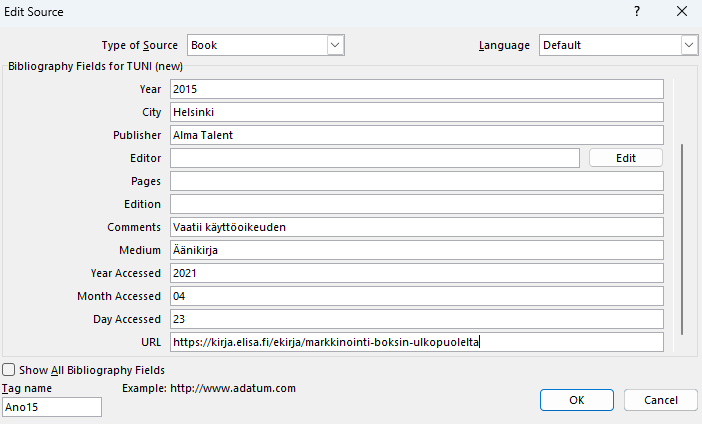 Edit Source ? ✕
Type of Source Book Language Default
Bibliography Fields for TUNI (new)
Year 2015
City Helsinki
Publisher Alma Talent
Editor Edit
Pages
Edition
Comments Vaatii käyttöoikeuden
Medium Äänikirja
Year Accessed 2021
Month Accessed 04
Day Accessed 23
URL https://kirja.elisa.fi/ekirja/markkinointi-boksin-ulkopuolelta
Show All Bibliography Fields
Tag name Example: http://www.adatum.com
Ano15 OK Cancel